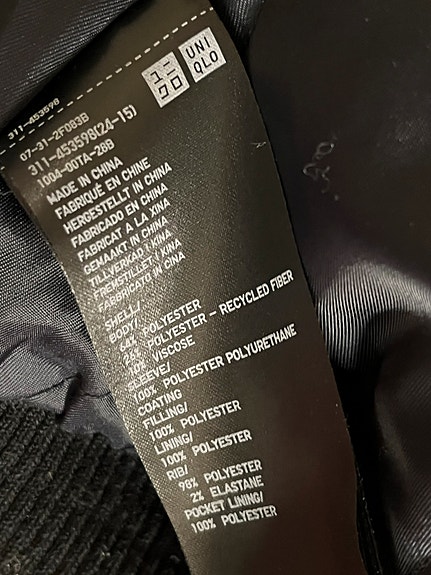 ユニ
クロ
UNI
QLO
311-453598
07-31-2F083B
311-453598(24-15)
1004-00TA-28B
MADE IN CHINA
FABRIQUÉ EN CHINE
HERGESTELLT IN CHINA
FABRICADO EN CHINA
FABRICAT A LA XINA
GEMAAKT IN CHINA
TILLVERKAD I KINA
FREMSTILLET I KINA
FABBRICATO IN CINA
SHELL/
BODY/
64% POLYESTER
26% POLYESTER – RECYCLED FIBER
10% VISCOSE
SLEEVE/
100% POLYESTER POLYURETHANE
COATING
FILLING/
100% POLYESTER
LINING/
100% POLYESTER
RIB/
98% POLYESTER
2% ELASTANE
POCKET LINING/
100% POLYESTER